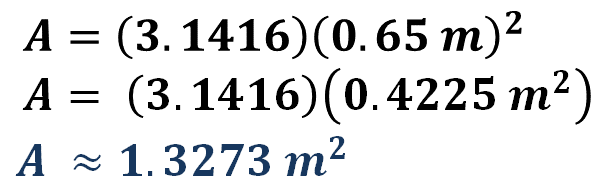 A = (3.1416)(0.65 m)²
A = (3.1416)(0.4225 m²)
A ≈ 1.3273 m²